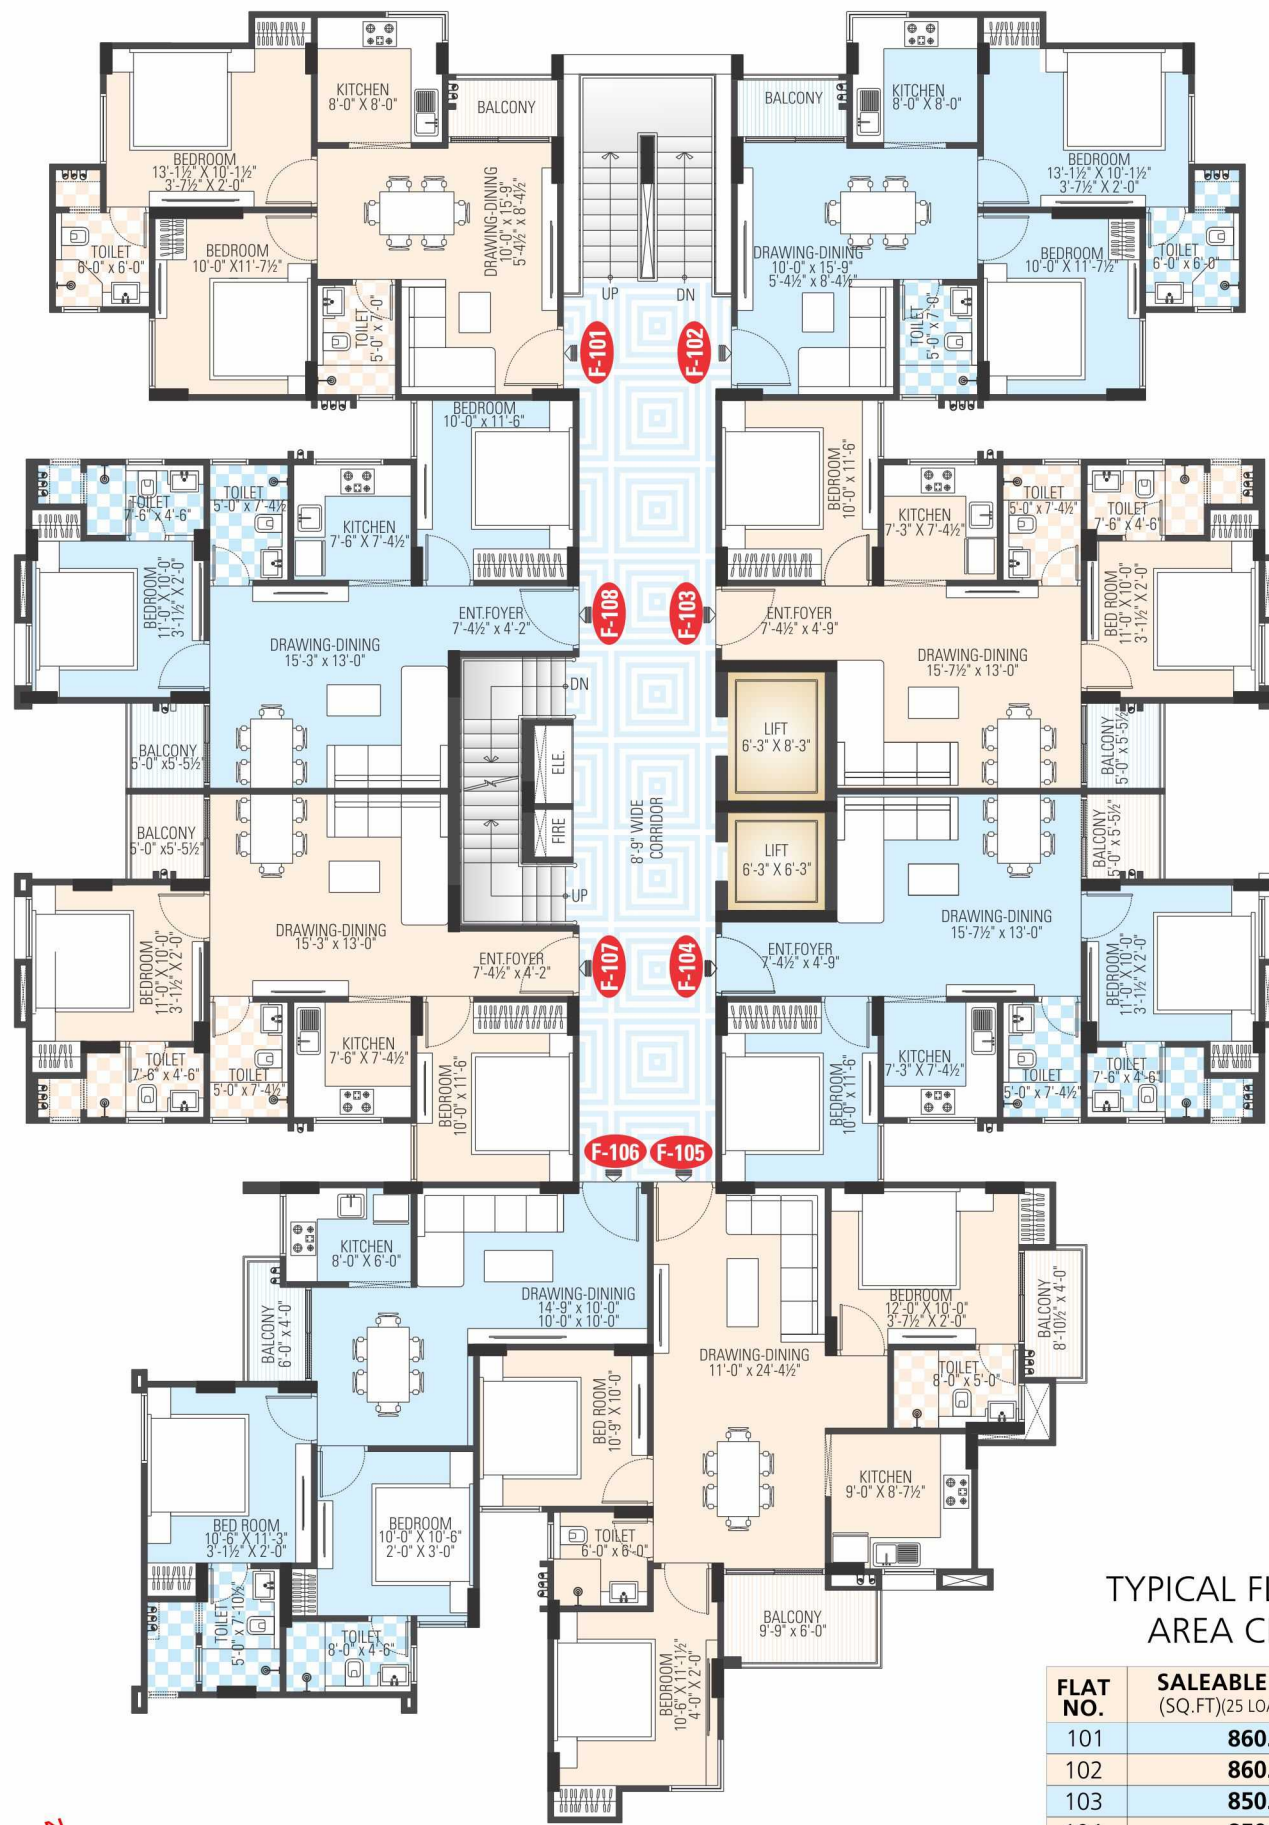 KITCHEN
8'-0" X 8'-0"
BALCONY
BEDROOM
13'-1½" X 10'-1½"
3'-7½" X 2'-0"
DRAWING-DINING
10'-0" x 15'-9"
5'-4½" x 8'-4½"
TOILET
6'-0" x 6'-0"
BEDROOM
10'-0" X11'-7½"
TOILET
5'-0" x 7'-0"
F-101
UP
DN
BALCONY
KITCHEN
8'-0" X 8'-0"
BEDROOM
13'-1½" X 10'-1½"
3'-7½" X 2'-0"
DRAWING-DINING
10'-0" x 15'-9"
5'-4½" x 8'-4½"
BEDROOM
10'-0" X 11'-7½"
TOILET
6'-0" x 6'-0"
TOILET
5'-0" x 7'-0"
F-102
BEDROOM
10'-0" x 11'-6"
TOILET
7'-6" x 4'-6"
TOILET
5'-0" x 7'-4½"
KITCHEN
7'-6" X 7'-4½"
BEDROOM
11'-0" X 10'-0"
3'-1½" X 2'-0"
ENT.FOYER
7'-4½" x 4'-2"
F-108
DRAWING-DINING
15'-3" x 13'-0"
BALCONY
5'-0" x5'-5½"
BEDROOM
10'-0" x 11'-6"
KITCHEN
7'-3" X 7'-4½"
TOILET
5'-0" x 7'-4½"
TOILET
7'-6" x 4'-6"
BED ROOM
11'-0" X 10'-0"
3'-1½" X 2'-0"
F-103
ENT.FOYER
7'-4½" x 4'-9"
DRAWING-DINING
15'-7½" x 13'-0"
BALCONY
5'-0" x 5'-5½"
DN
ELE.
FIRE
UP
LIFT
6'-3" X 8'-3"
LIFT
6'-3" X 6'-3"
8'-9" WIDE
CORRIDOR
BALCONY
5'-0" x5'-5½"
DRAWING-DINING
15'-3" x 13'-0"
BEDROOM
11'-0" X 10'-0"
3'-1½" X 2'-0"
ENT.FOYER
7'-4½" x 4'-2"
F-107
KITCHEN
7'-6" X 7'-4½"
TOILET
7'-6" x 4'-6"
TOILET
5'-0" x 7'-4½"
BEDROOM
10'-0" x 11'-6"
BALCONY
5'-0" x 5'-5½"
DRAWING-DINING
15'-7½" x 13'-0"
BEDROOM
11'-0" X 10'-0"
3'-1½" X 2'-0"
ENT.FOYER
7'-4½" x 4'-9"
F-104
BEDROOM
10'-0" x 11'-6"
KITCHEN
7'-3" X 7'-4½"
TOILET
5'-0" x 7'-4½"
TOILET
7'-6" x 4'-6"
F-106
F-105
KITCHEN
8'-0" X 6'-0"
DRAWING-DINIG
14'-9" x 10'-0"
10'-0" x 10'-0"
BALCONY
6'-0" x 4'-0"
BED ROOM
10'-6" X 11'-3"
3'-1½" X 2'-0"
BEDROOM
10'-0" X 10'-6"
2'-0" X 3'-0"
TOILET
5'-0" x 7'-10½"
TOILET
8'-0" x 4'-6"
DRAWING-DINING
11'-0" x 24'-4½"
BEDROOM
12'-0" X 10'-0"
3'-7½" X 2'-0"
BALCONY
8'-10½" x 4'-0"
TOILET
8'-0" x 5'-0"
BED ROOM
10'-9" X 10'-0"
KITCHEN
9'-0" X 8'-7½"
TOILET
6'-0" x 6'-0"
BALCONY
9'-9" x 6'-0"
BEDROOM
10'-6" X 11'-1½"
4'-0" X 2'-0"
TYPICAL
AREA
FLAT NO.
SALEABLE
(SQ.FT)(25
101 860.
102 860.
103 850.